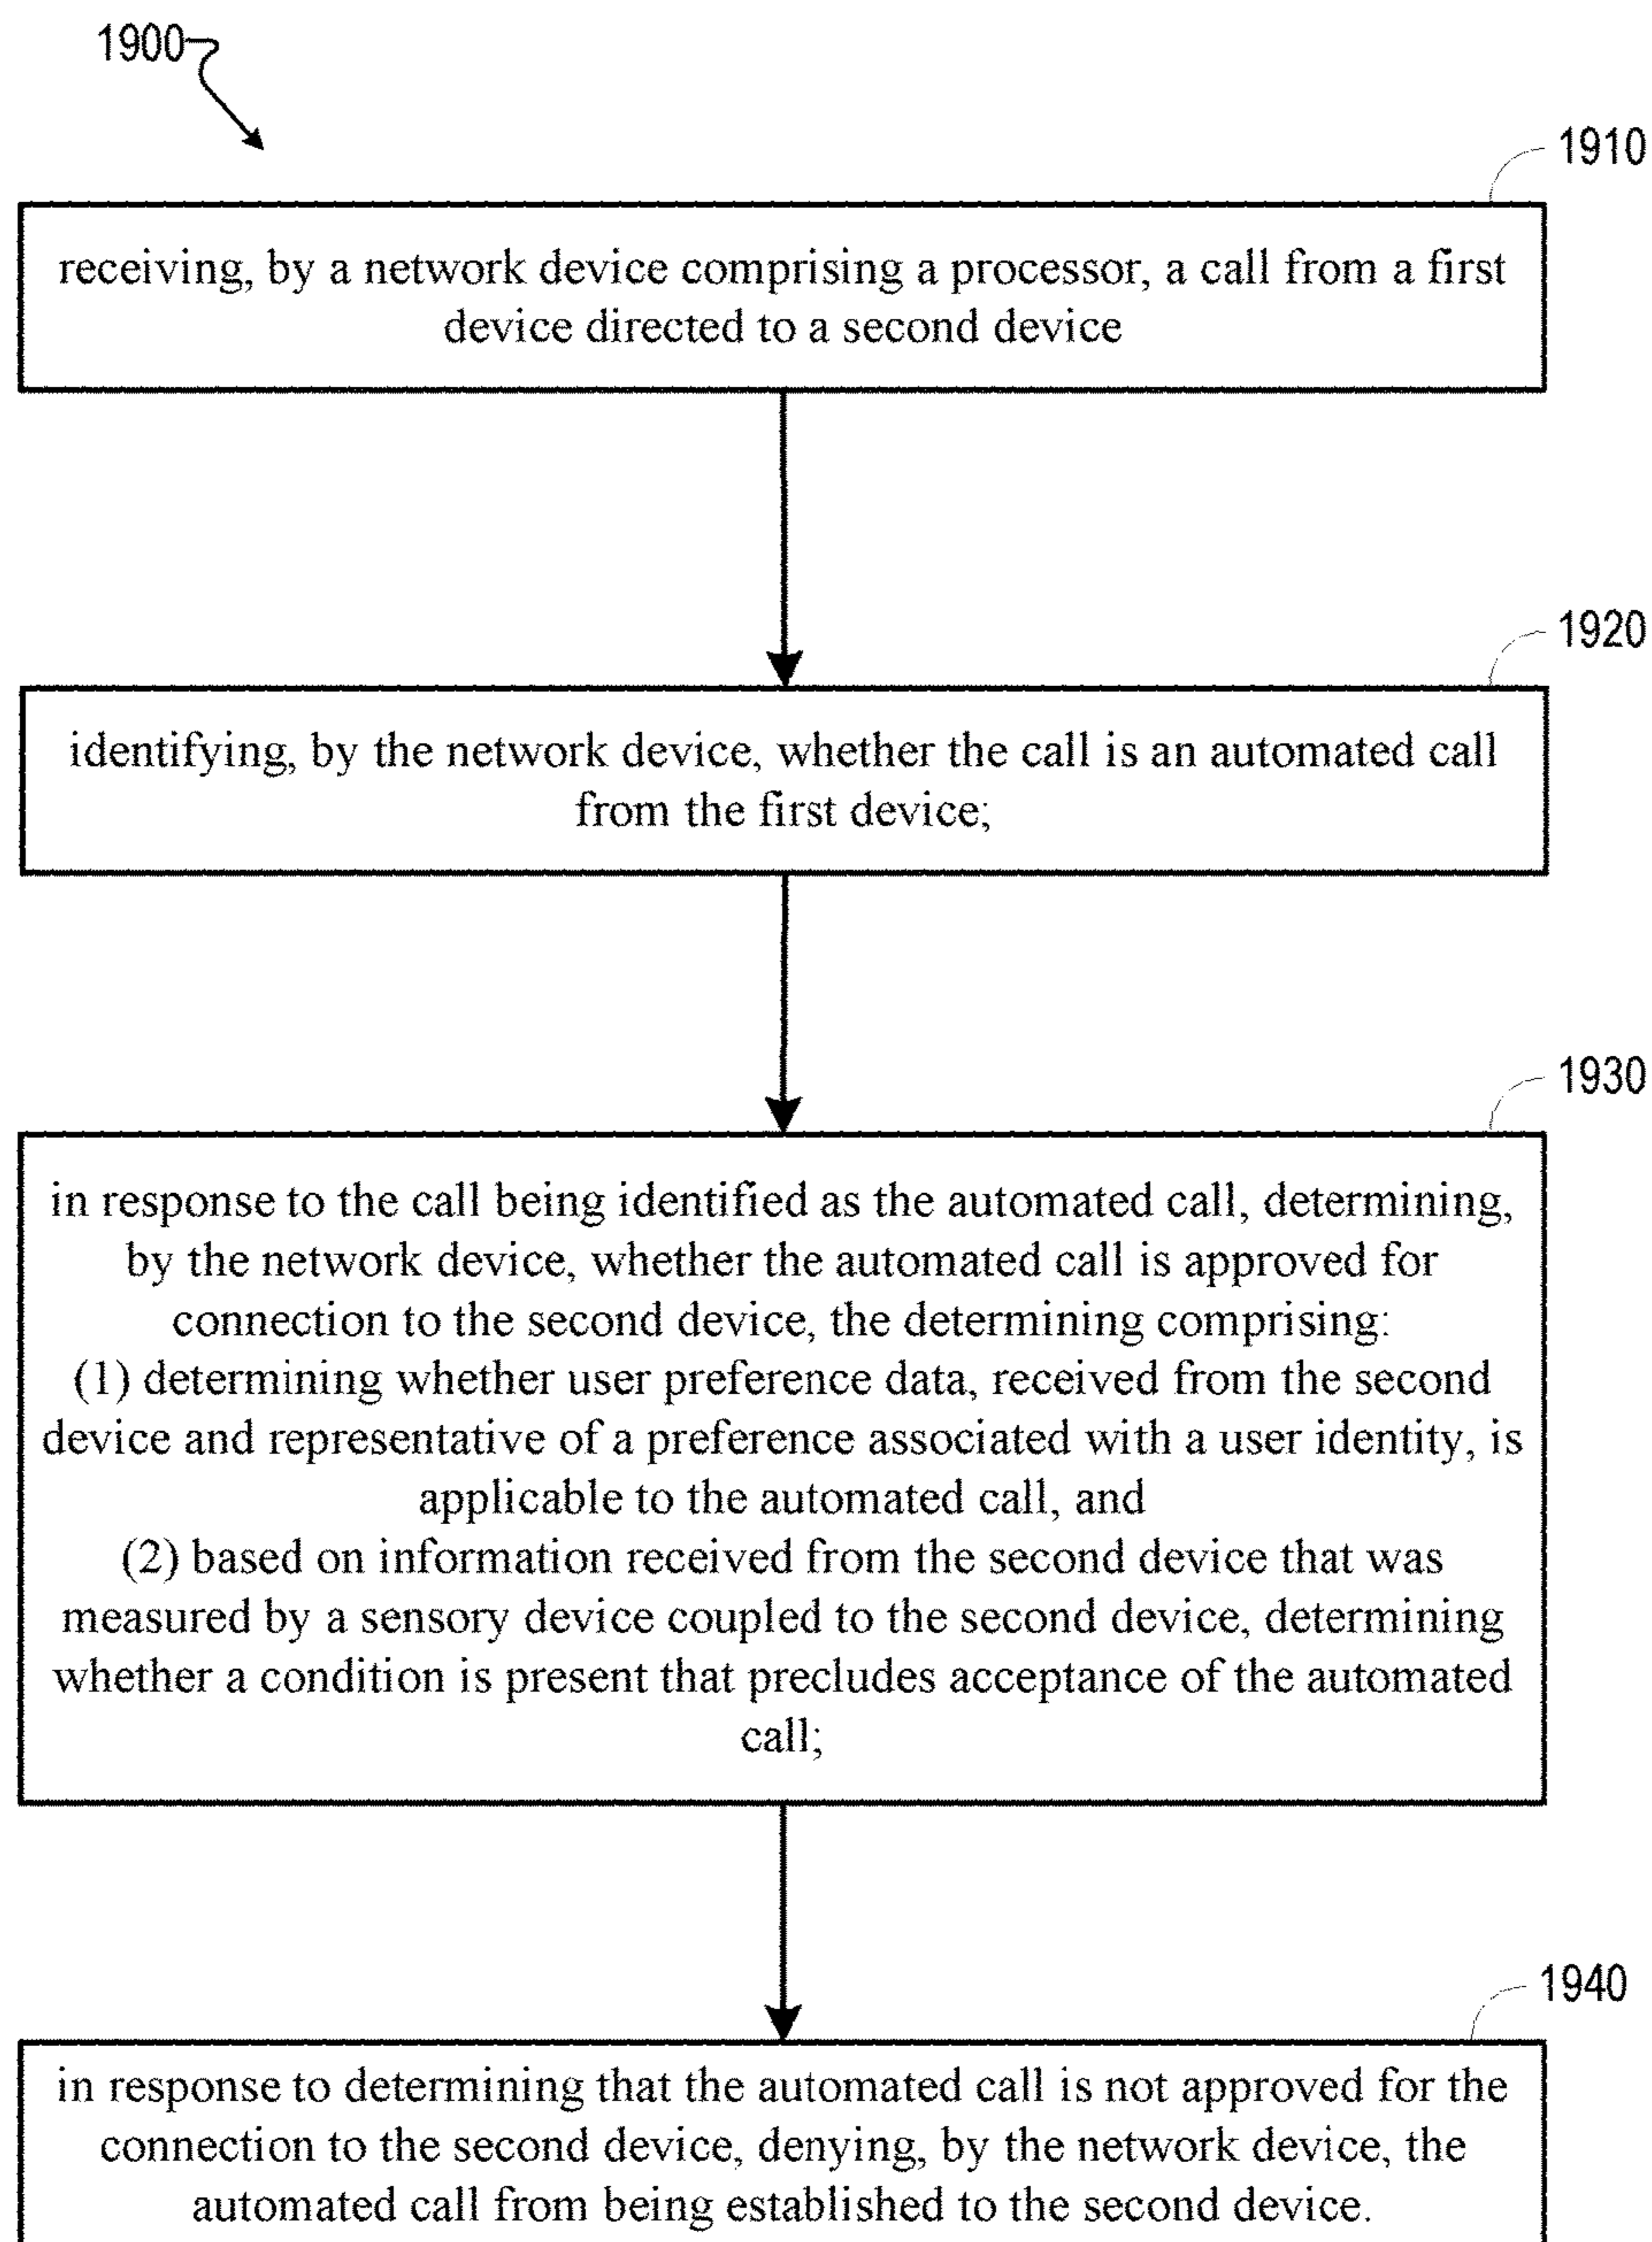 1900
1910
receiving, by a network device comprising a processor, a call from a first
device directed to a second device
1920
identifying, by the network device, whether the call is an automated call
from the first device;
1930
in response to the call being identified as the automated call, determining,
by the network device, whether the automated call is approved for
connection to the second device, the determining comprising:
(1) determining whether user preference data, received from the second
device and representative of a preference associated with a user identity, is
applicable to the automated call, and
(2) based on information received from the second device that was
measured by a sensory device coupled to the second device, determining
whether a condition is present that precludes acceptance of the automated
call;
1940
in response to determining that the automated call is not approved for the
connection to the second device, denying, by the network device, the
automated call from being established to the second device.